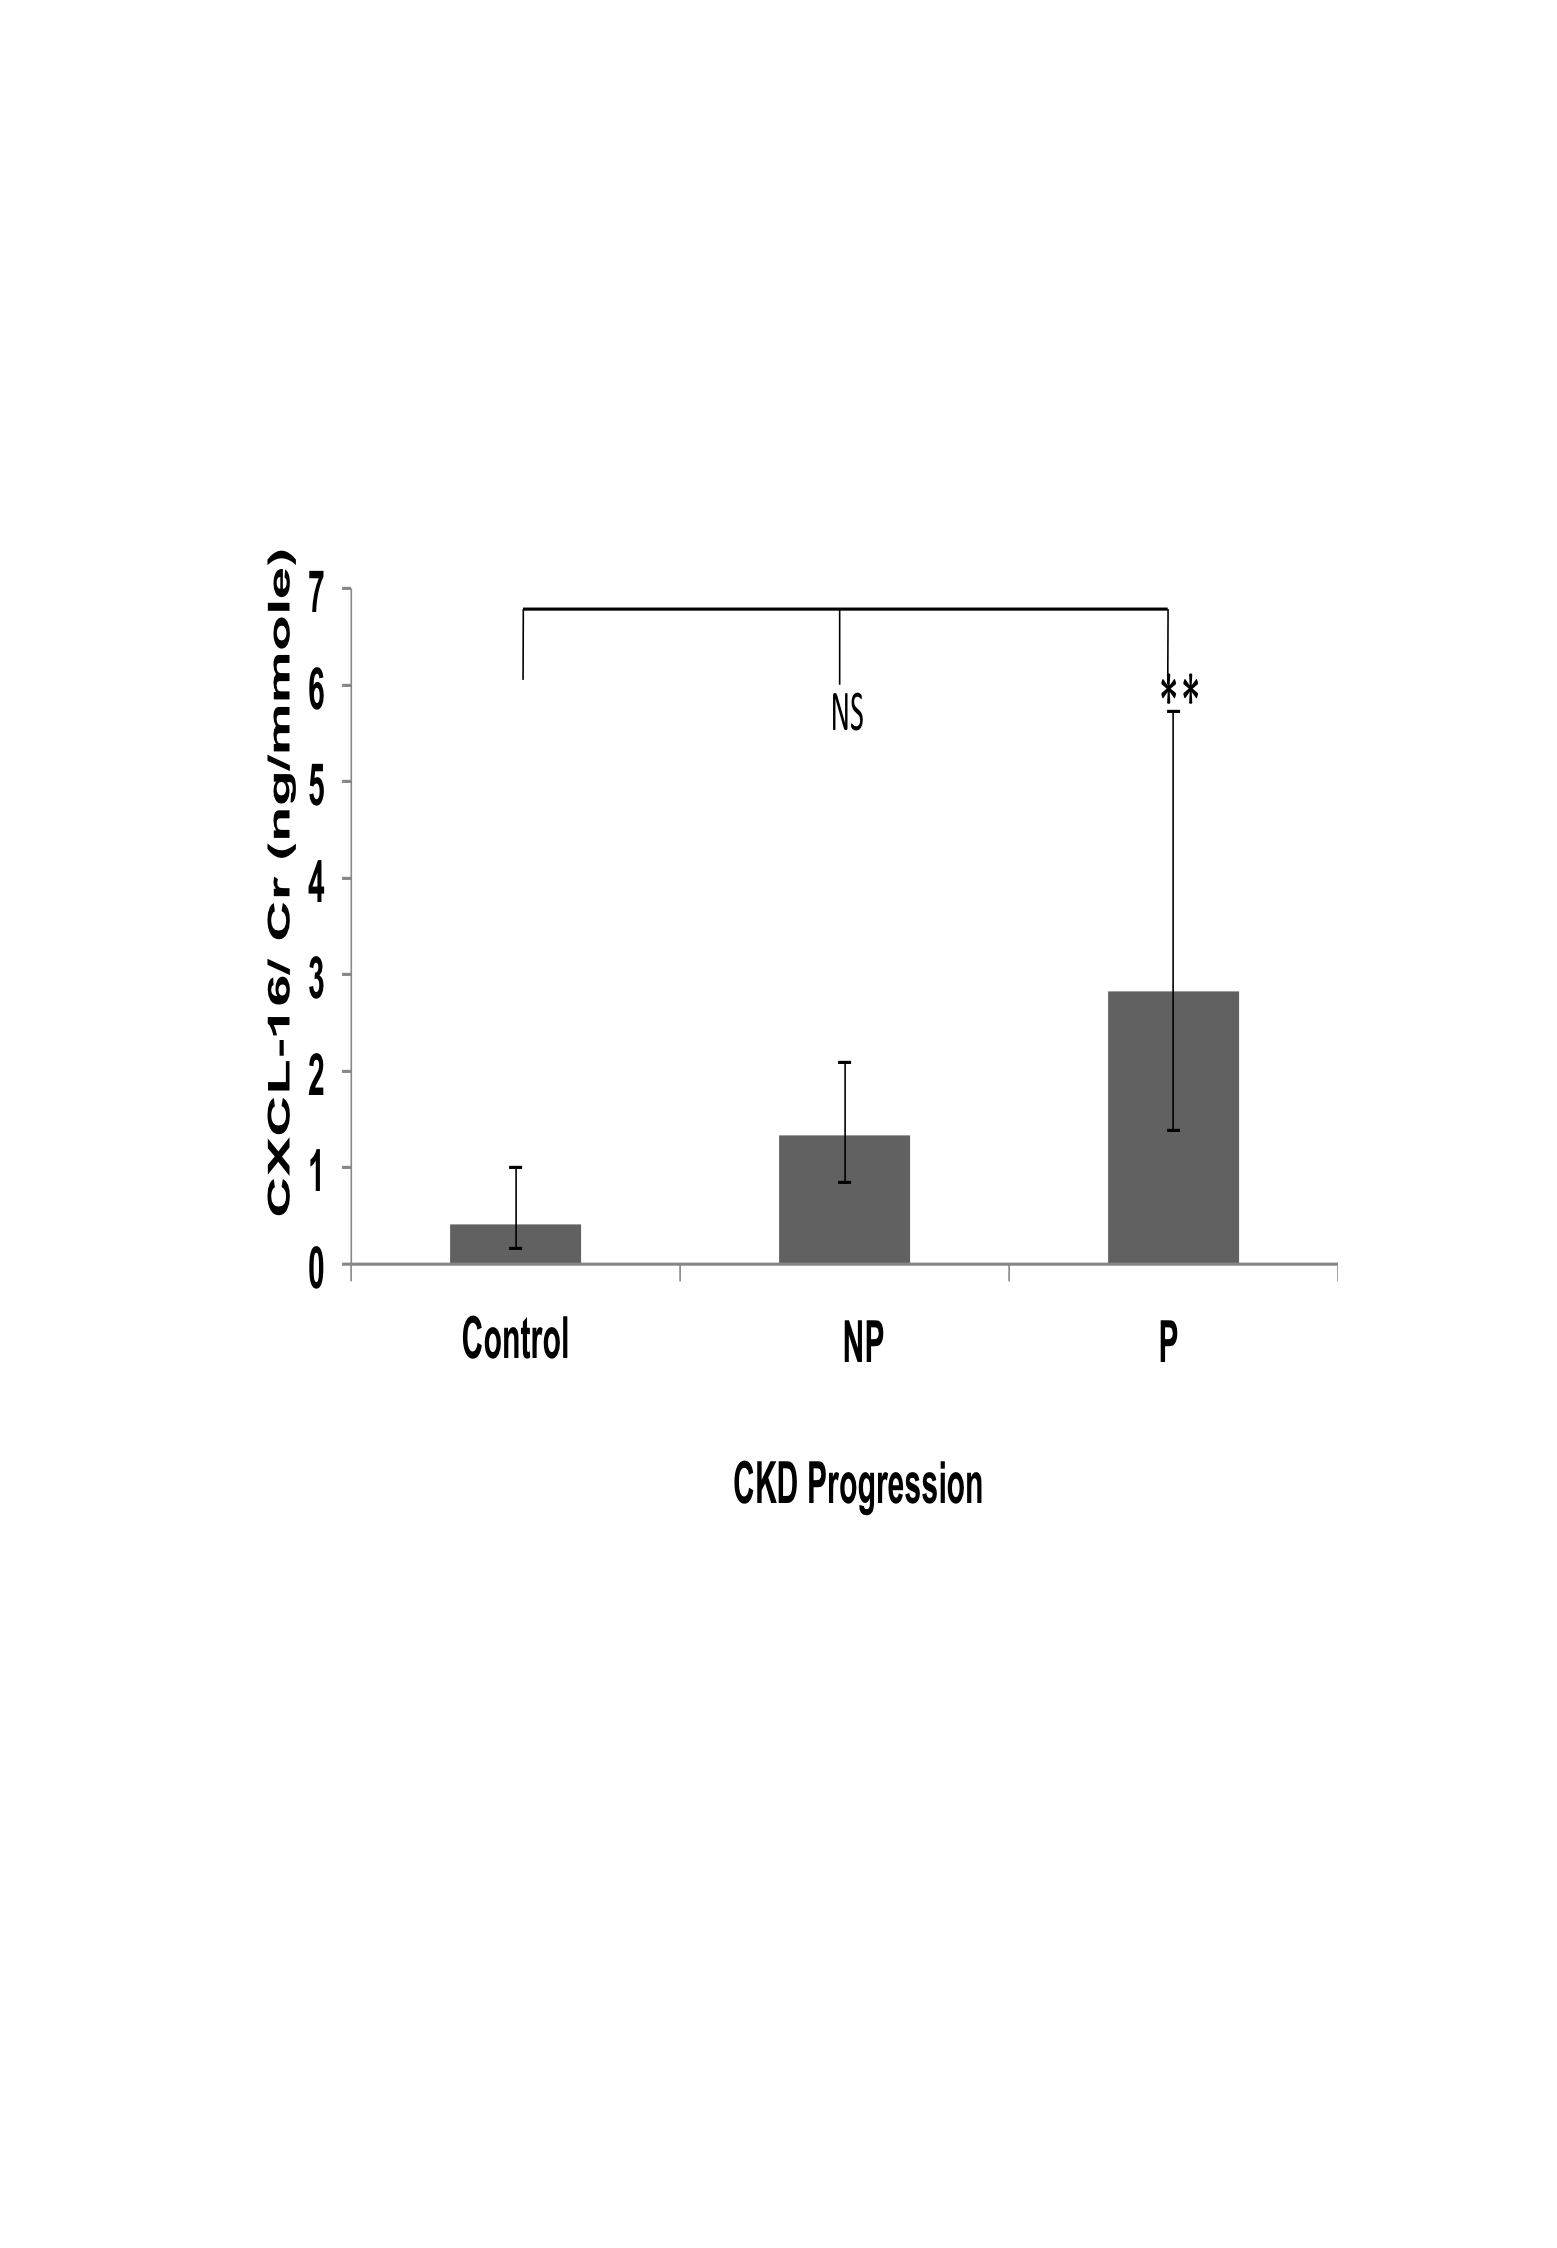 CXCL-16/ Cr (ng/mmole)
7
6
5
4
3
2
1
0
NS
**
Control NP P
CKD Progression